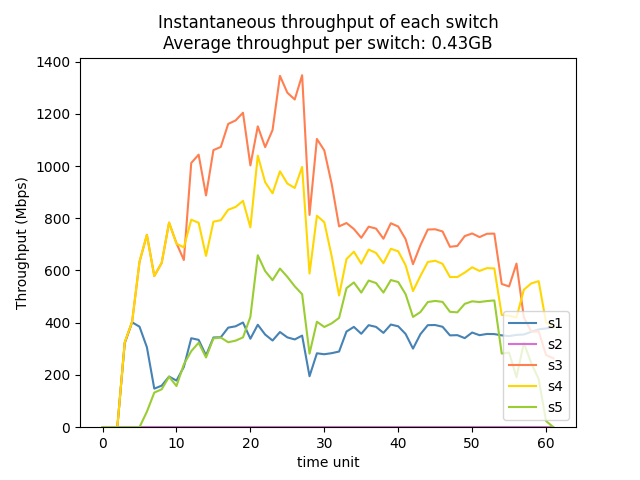 Instantaneous throughput of each switch
Average throughput per switch: 0.43GB
1400
1200
1000
800
600
400
200
0
Throughput (Mbps)
0 10 20 30 40 50 60
time unit
s1
s2
s3
s4
s5